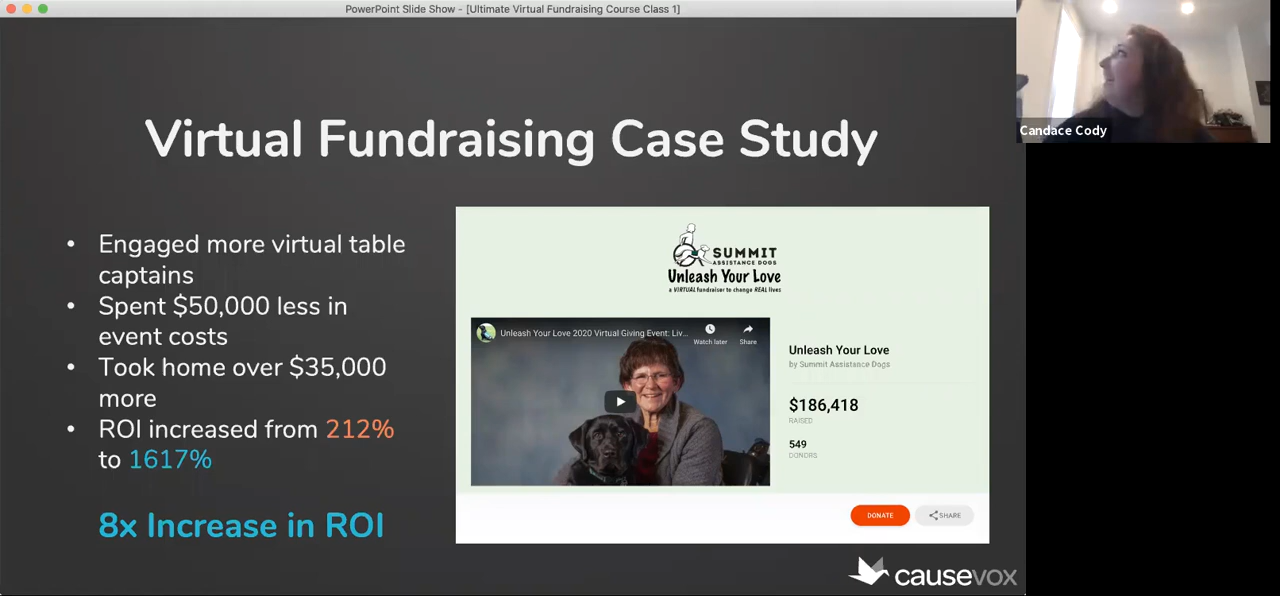 PowerPoint Slide Show - [Ultimate Virtual Fundraising Course Class 1]
Candace Cody
Virtual Fundraising Case Study
• Engaged more virtual table
captains
• Spent $50,000 less in
event costs
• Took home over $35,000
more
• ROI increased from 212%
to 1617%
8x Increase in ROI
SUMMIT
ASSISTANCE DOGS
Unleash Your Love
a VIRTUAL fundraiser to change REAL lives
Unleash Your Love 2020 Virtual Giving Event: Liv...
Watch later
Share
Unleash Your Love
by Summit Assistance Dogs
$186,418
RAISED
549
DONORS
DONATE
SHARE
causevox